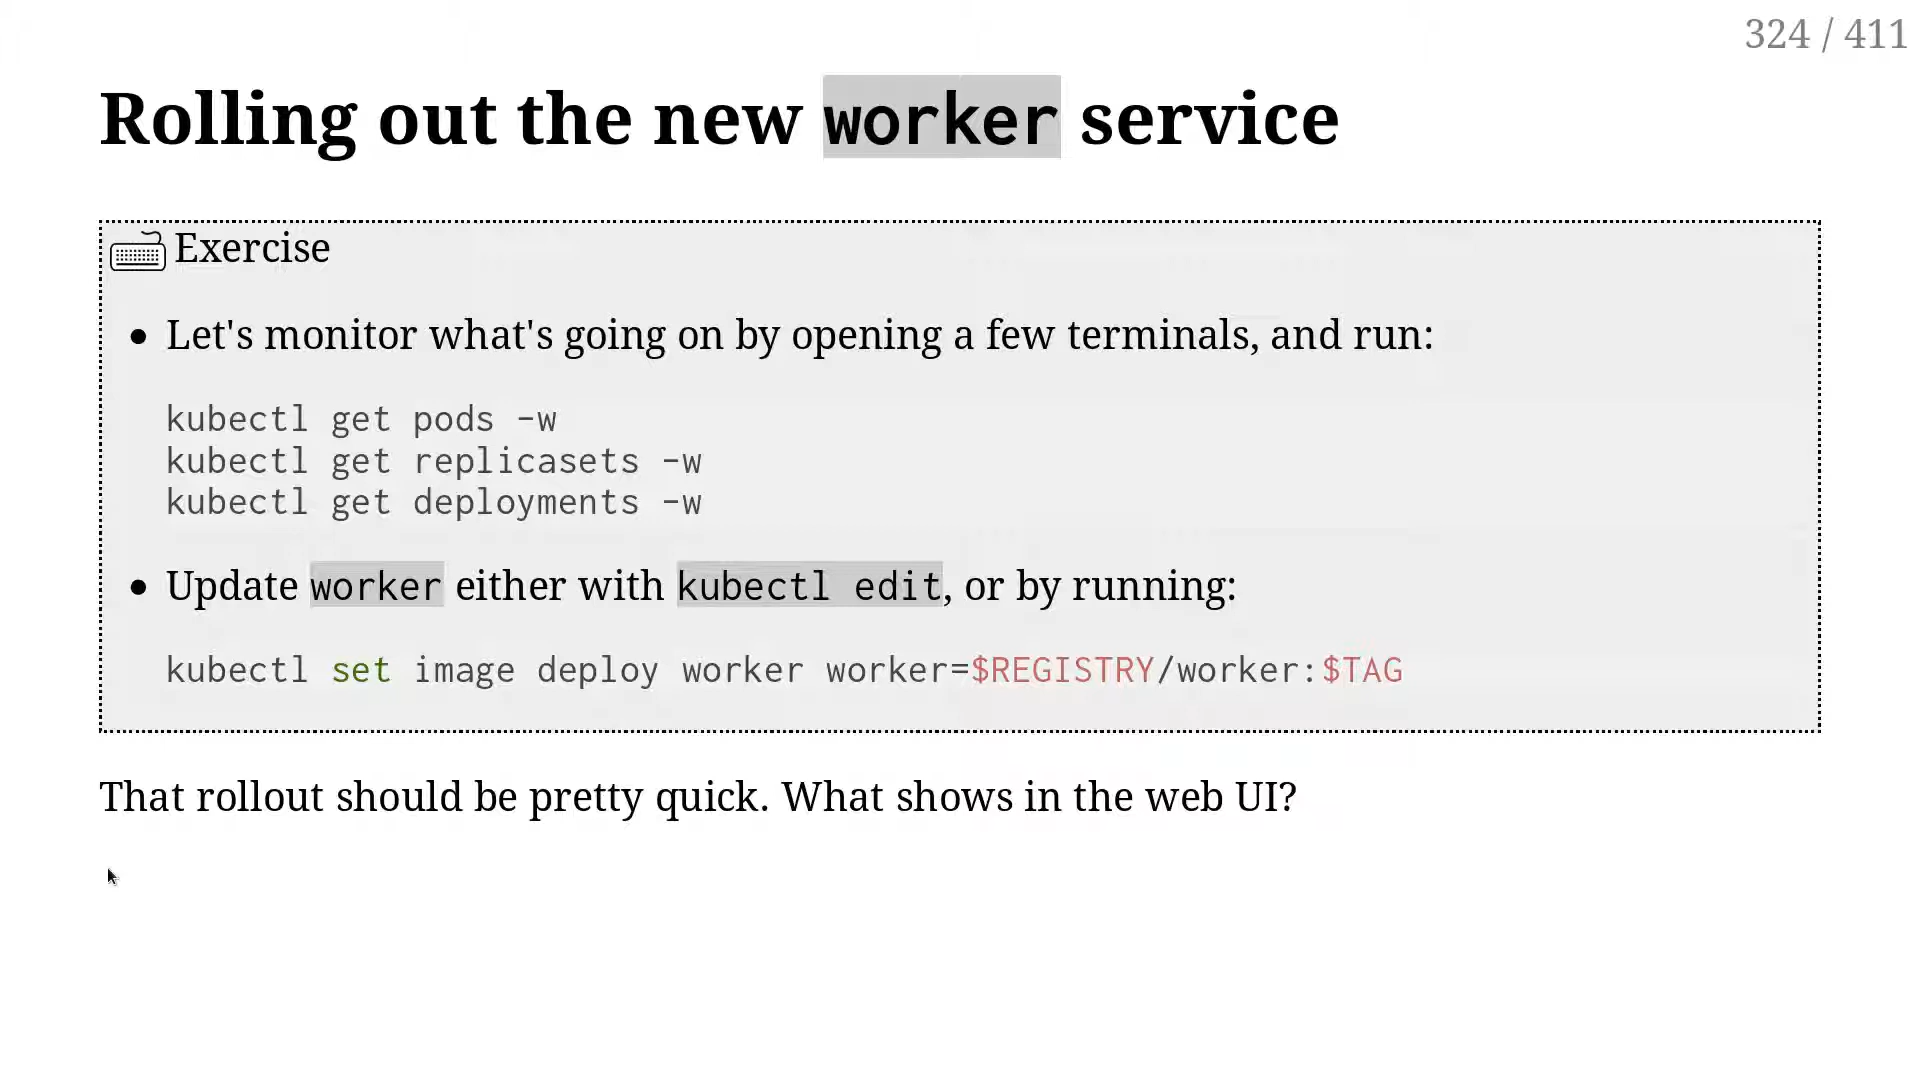 324 / 411
Rolling out the new worker service
Exercise
• Let's monitor what's going on by opening a few terminals, and run:
kubectl get pods -w
kubectl get replicasets -w
kubectl get deployments -w
• Update worker either with kubectl edit, or by running:
kubectl set image deploy worker worker=$REGISTRY/worker:$TAG
That rollout should be pretty quick. What shows in the web UI?